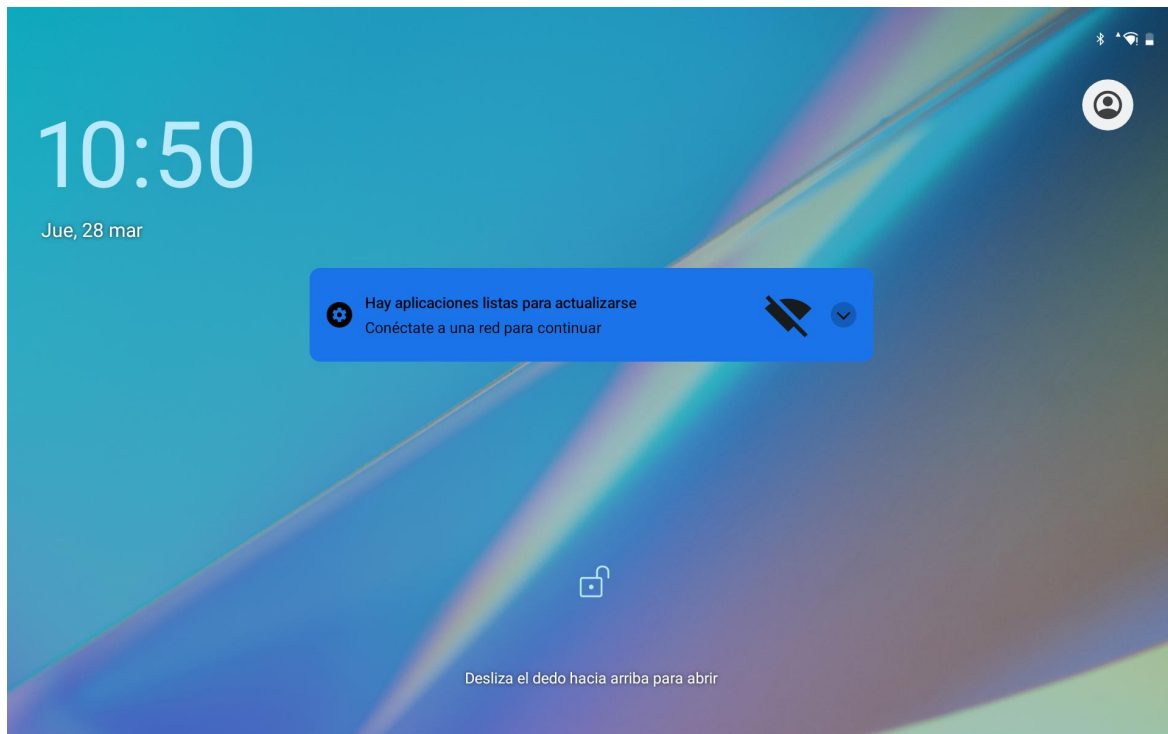 10:50
Jue, 28 mar
Hay aplicaciones listas para actualizarse
Conéctate a una red para continuar
Desliza el dedo hacia arriba para abrir